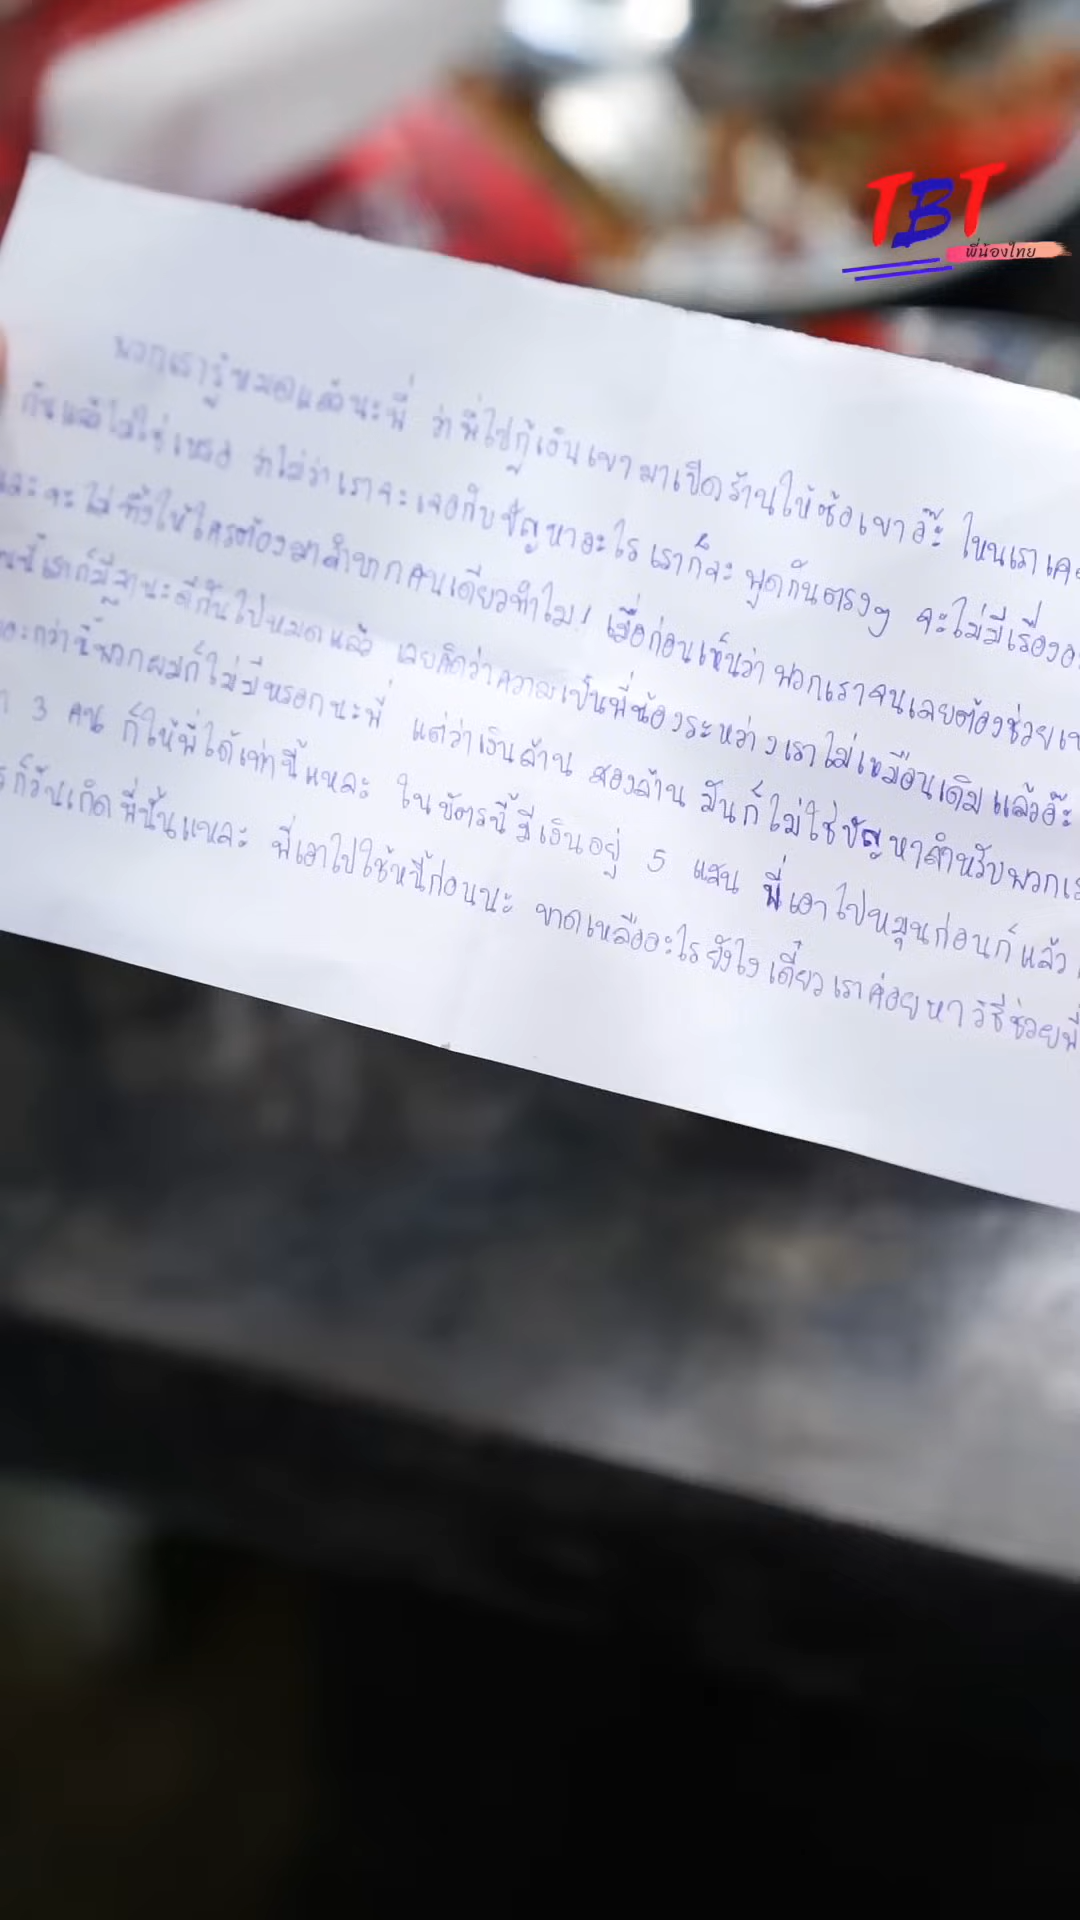 TBT
พี่น้องไทย
พวกเรารู้หมดแล้วนะพี่ ว่าพี่ไปกู้เงินเขามาเปิดร้านให้ซ้อเขาอ๊ะ ไหนเราเคย
กันแล้วไม่ใช่เหรอ ว่าไม่ว่าเราจะเจอกับปัญหาอะไร เราก็จะ พูดกันตรงๆ จะไม่มีเรื่อง
และจะไม่ทิ้งให้ใครต้องมาลำบากคนเดียวทำไม! เมื่อก่อนเห็นว่า พวกเราจนเลยต้องช่วย
เราก็มีฐานะดีกันไปหมดแล้ว เลยคิดว่าความเป็นพี่น้องระหว่างเราไม่เหมือนเดิมแล้วอ๊ะ
กว่านี้พวกผมก็ไม่มีหรอกนะพี่ แต่ว่าเงินล้าน สองล้าน มันก็ไม่ใช่ปัญหาสำหรับพวก
3 คน ก็ให้พี่ได้เท่านี้แหละ ในบัตรนี้มีเงินอยู่ 5 แสน พี่เอาไปหมุนก่อนก็แล้ว
ก็วันเกิดพี่นั้นแหละ พี่เอาไปใช้หนี้ก่อนนะ ขาดเหลืออะไรยังไง เดี๋ยวเราค่อยหาวิธีช่วยพี่